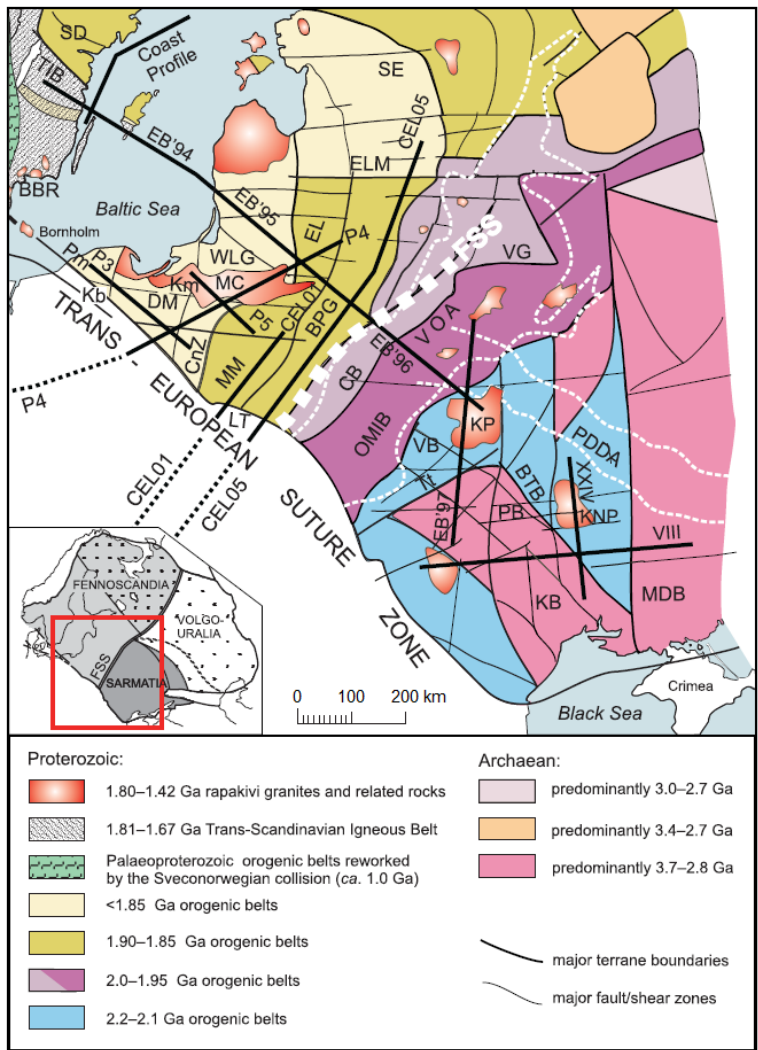 SD
Coast
Profile
TIB
SE
CEL05
EB'94
ELM
BBR
Baltic Sea
EB'95
EL
P4
FSS
Bornholm
VG
P3
Pm
WLG
Km
MC
Kb
DM
P5
CEL01
BPG
VOA
TRANS - EUROPEAN SUTURE ZONE
CnZ
MM
CB
EB'96
P4
LT
OMIB
KP
VB
PDDA
BTB
XXIV
CEL01
CEL05
EB'97
PB
KNP
VIII
KB
MDB
FENNOSCANDIA
VOLGO-
URALIA
FSS
SARMATIA
0 100 200 km
Crimea
Black Sea
Proterozoic:
1.80–1.42 Ga rapakivi granites and related rocks
1.81–1.67 Ga Trans-Scandinavian Igneous Belt
Palaeoproterozoic orogenic belts reworked
by the Sveconorwegian collision (ca. 1.0 Ga)
<1.85 Ga orogenic belts
1.90–1.85 Ga orogenic belts
2.0–1.95 Ga orogenic belts
2.2–2.1 Ga orogenic belts
Archaean:
predominantly 3.0–2.7 Ga
predominantly 3.4–2.7 Ga
predominantly 3.7–2.8 Ga
major terrane boundaries
major fault/shear zones